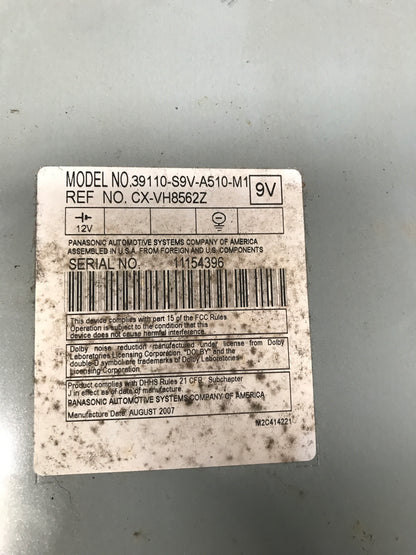 MODEL NO.39110-S9V-A510-M1
9V
REF NO. CX-VH8562Z
12V
PANASONIC AUTOMOTIVE SYSTEMS COMPANY OF AMERICA
ASSEMBLED IN U.S.A. FROM FOREIGN AND U.S. COMPONENTS
SERIAL NO. 11154396
This device complies with part 15 of the FCC Rules
Operation is subject to the condition that this
device does not cause harmful interference.
Dolby noise reduction manufactured under license from Dolby
Laboratories Licensing Corporation. "DOLBY" and the
double-D symbol are trademarks of Dolby Laboratories
Licensing Corporation.
Product complies with DHHS Rules 21 CFR Subchapter
J in effect as of date of manufacture.
PANASONIC AUTOMOTIVE SYSTEMS COMPANY OF AMERICA
Manufacture Date: AUGUST 2007
M2C414221